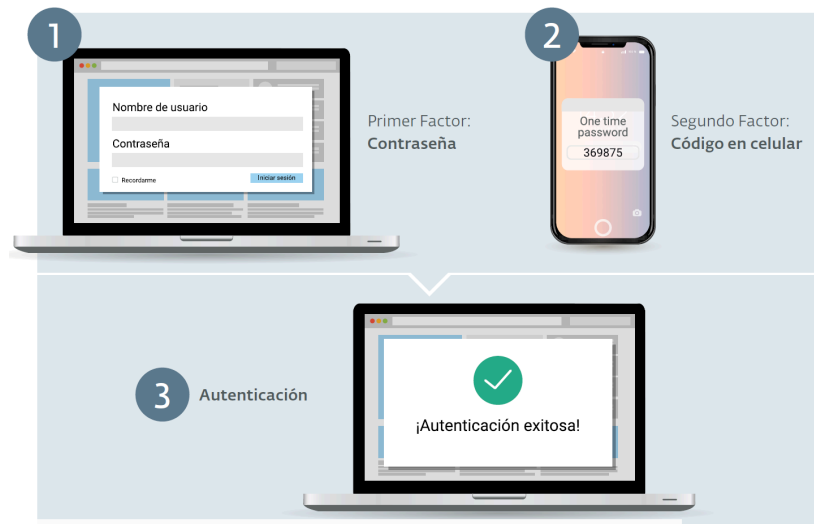 1
Nombre de usuario
Contraseña
Recordarme
Iniciar sesión
Primer Factor:
Contraseña
2
One time
password
369875
Segundo Factor:
Código en celular
3
Autenticación
¡Autenticación exitosa!